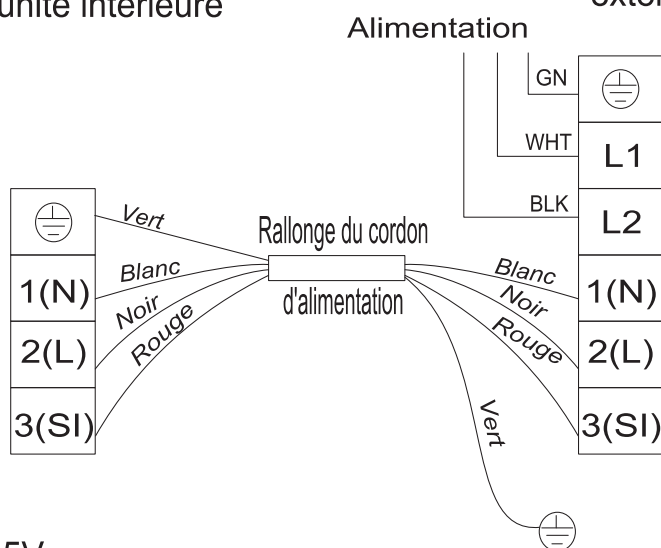 unité intérieure
Alimentation
GN
WHT
L1
BLK
L2
Vert
Rallonge du cordon
d'alimentation
1(N)
Blanc
2(L)
Noir
3(SI)
Rouge
Blanc
1(N)
Noir
2(L)
Rouge
3(SI)
Vert
5V